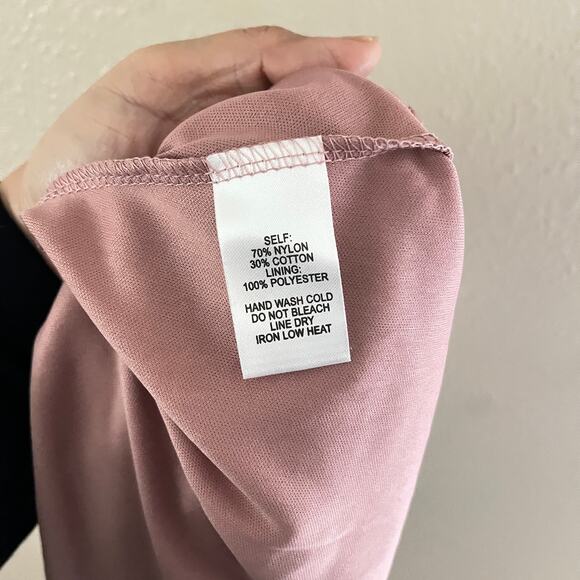 SELF:
70% NYLON
30% COTTON
LINING:
100% POLYESTER
HAND WASH COLD
DO NOT BLEACH
LINE DRY
IRON LOW HEAT